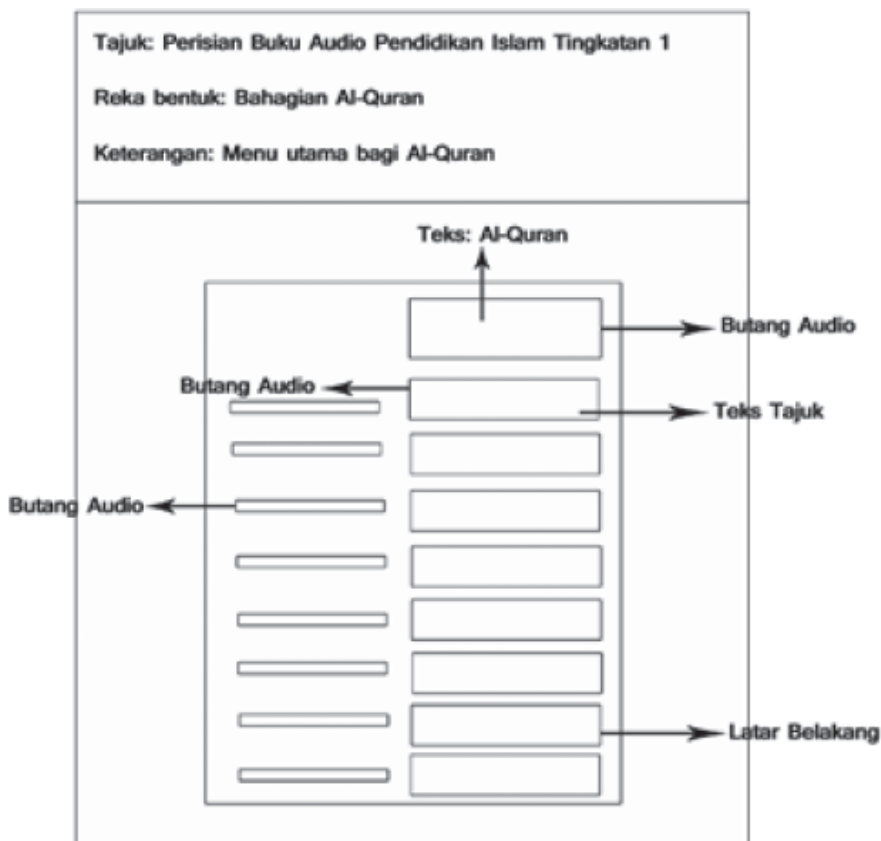 Tajuk: Perisian Buku Audio Pendidikan Islam Tingkatan 1
Reka bentuk: Bahagian Al-Quran
Keterangan: Menu utama bagi Al-Quran
Teks: Al-Quran
Butang Audio
Butang Audio
Teks Tajuk
Butang Audio
Latar Belakang